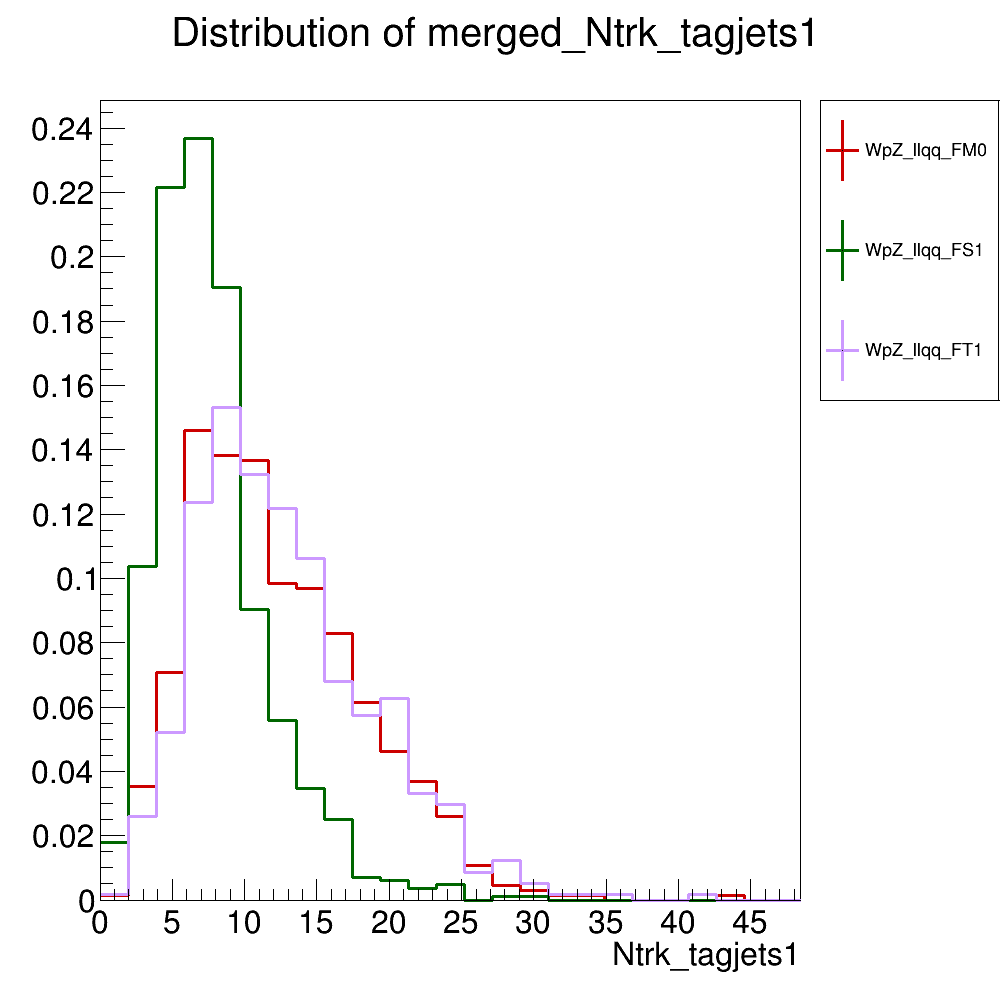 Distribution of merged_Ntrk_tagjets1
WpZ_llqq_FM0
WpZ_llqq_FS1
WpZ_llqq_FT1
0.24
0.22
0.2
0.18
0.16
0.14
0.12
0.1
0.08
0.06
0.04
0.02
0
0 5 10 15 20 25 30 35 40 45
Ntrk_tagjets1